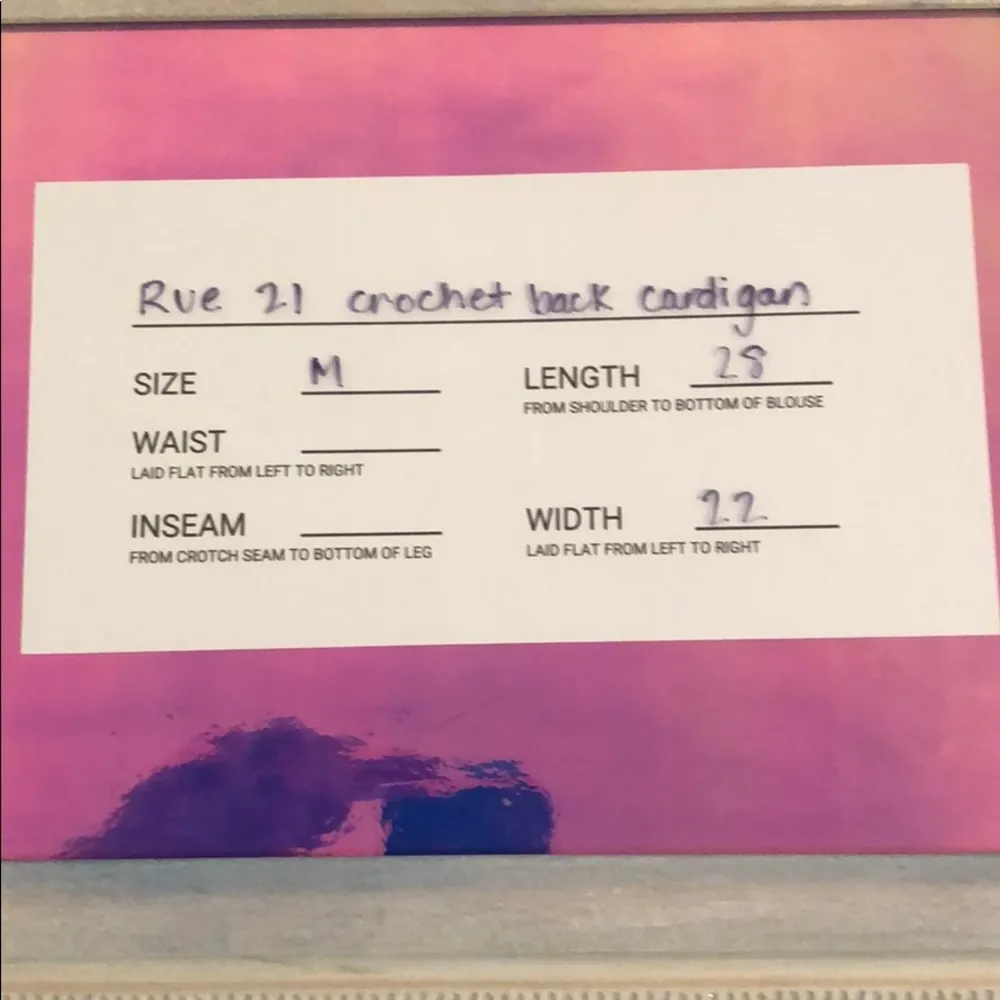 Rue 21 crochet back cardigan
SIZE M
LENGTH 28
FROM SHOULDER TO BOTTOM OF BLOUSE
WAIST
LAID FLAT FROM LEFT TO RIGHT
INSEAM
FROM CROTCH SEAM TO BOTTOM OF LEG
WIDTH 22
LAID FLAT FROM LEFT TO RIGHT